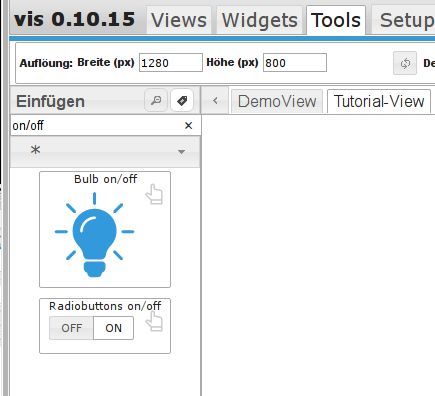 vis 0.10.15 Views Widgets Tools Setup
Auflöung: Breite (px) 1280 Höhe (px) 800
Einfügen DemoView Tutorial-View
on/off
*
Bulb on/off
Radiobuttons on/off
OFF ON